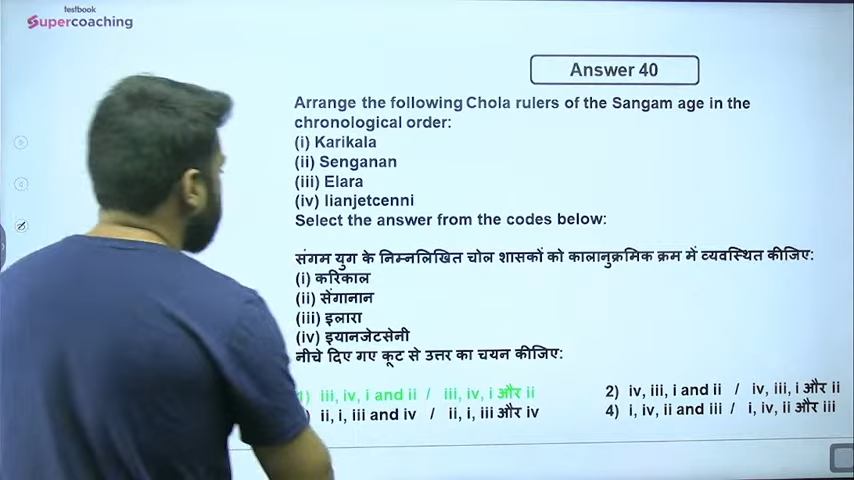 testbook
Supercoaching
Answer 40
Arrange the following Chola rulers of the Sangam age in the
chronological order:
(i) Karikala
(ii) Senganan
(iii) Elara
(iv) lianjetcenni
Select the answer from the codes below:
संगम युग के निम्नलिखित चोल शासकों को कालानुक्रमिक क्रम में व्यवस्थित कीजिए:
(i) करिकाल
(ii) सेंगानान
(iii) इलारा
(iv) इयानजेटसेनी
नीचे दिए गए कूट से उत्तर का चयन कीजिए:
1) iii, iv, i and ii / iii, iv, i और ii
2) iv, iii, i and ii / iv, iii, i और ii
) ii, i, iii and iv / ii, i, iii और iv
4) i, iv, ii and iii / i, iv, ii और iii